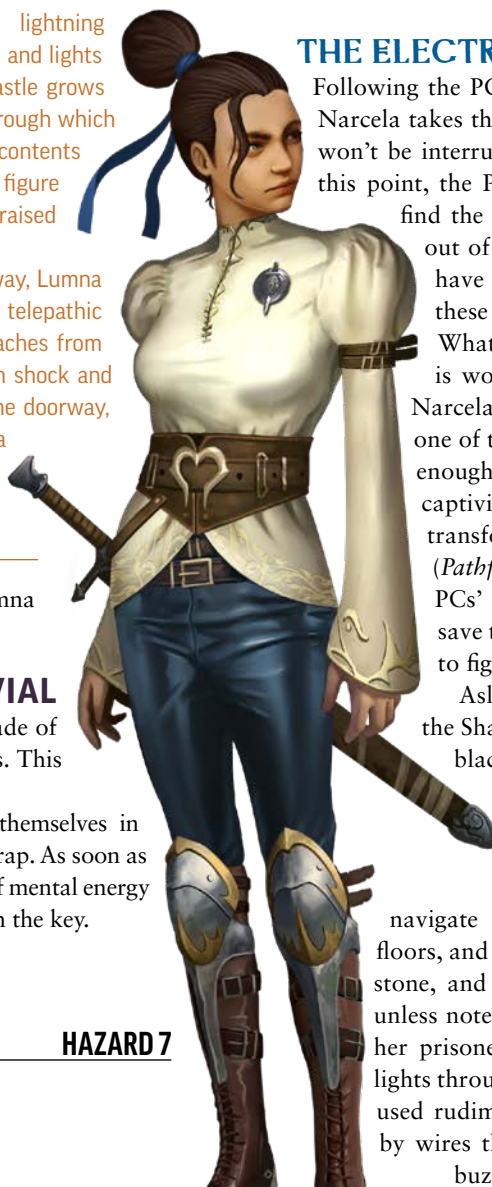 lightning
and lights
astle grows
rough which
contents
figure
raised
way, Lumna
telepathic
aches from
n shock and
he doorway,
a
mna
VIAL
ade of
s. This
themselves in
rap. As soon as
f mental energy
n the key.
HAZARD 7
THE ELECTR
Following the PC
Narcela takes th
won't be interru
this point, the P
find the
out of
have
these
What
is wo
Narcela
one of t
enough
captivi
transfo
(Pathf
PCs'
save t
to fig
Asl
the Sha
blac
navigate
floors, and
stone, and
unless note
her prisone
lights throu
used rudim
by wires th
buz